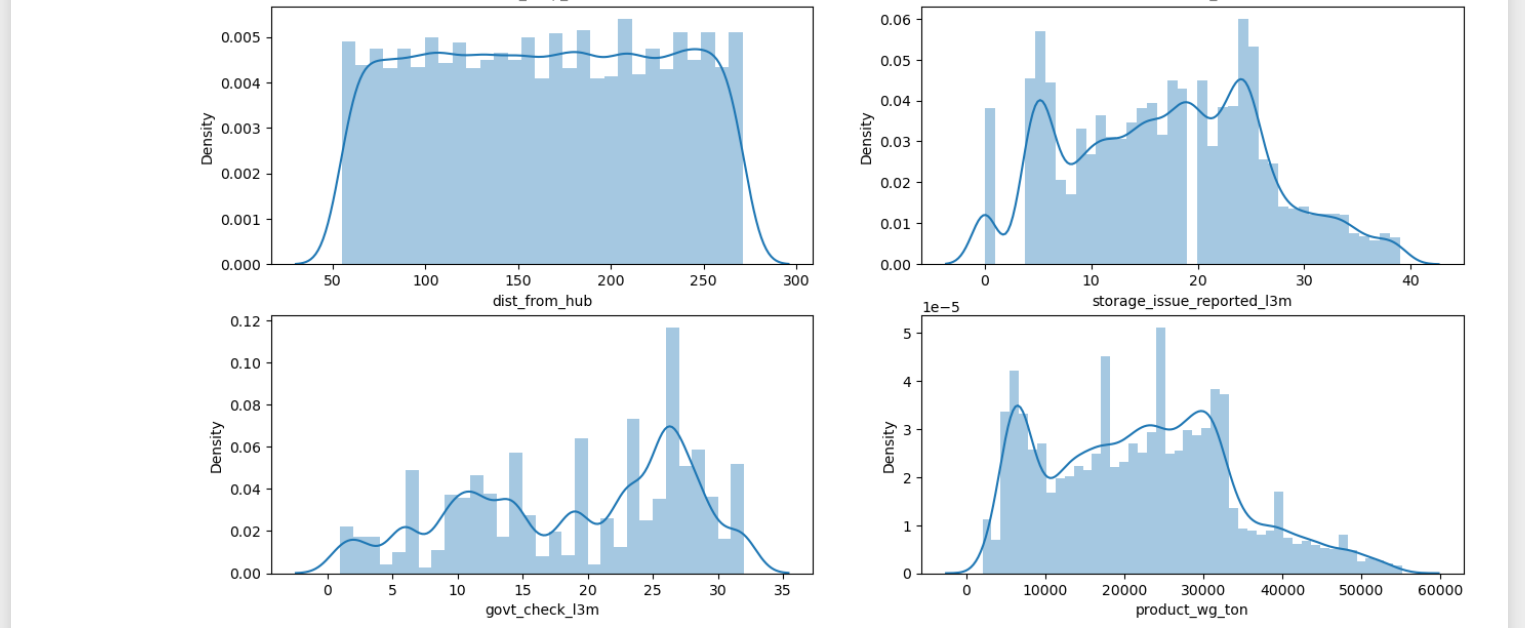 0.005
0.004
0.003
0.002
0.001
0.000
Density
50 100 150 200 250 300
dist_from_hub
0.06
0.05
0.04
0.03
0.02
0.01
0.00
Density
0 10 20 30 40
storage_issue_reported_l3m
0.12
0.10
0.08
0.06
0.04
0.02
0.00
Density
0 5 10 15 20 25 30 35
govt_check_l3m
1e−5
5
4
3
2
1
0
Density
0 10000 20000 30000 40000 50000 60000
product_wg_ton